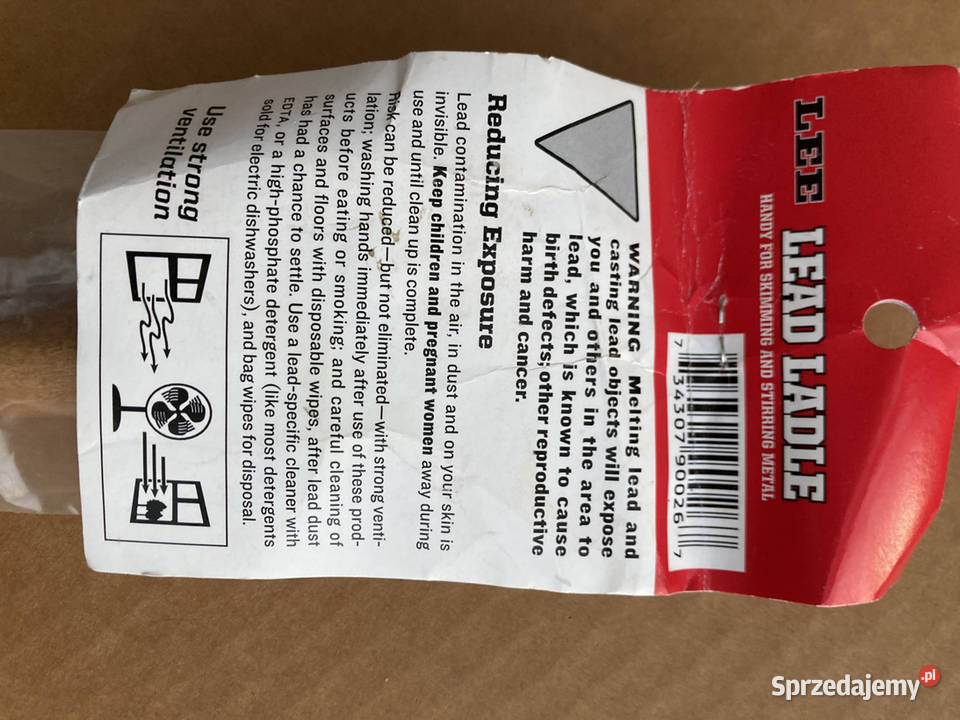 LEE LEAD LADLE
HANDY FOR SKIMMING AND STIRRING METAL
7 34307 90026 7
WARNING Melting lead and
casting lead objects will expose
you and others in the area to
lead, which is known to cause
birth defects; other reproductive
harm and cancer.
Reducing Exposure
Lead contamination in the air, in dust and on your skin is
invisible. Keep children and pregnant women away during
use and until clean up is complete.
Risk can be reduced—but not eliminated—with strong venti-
lation; washing hands immediately after use of these prod-
ucts before eating or smoking; and careful cleaning of
surfaces and floors with disposable wipes, after lead dust
has had a chance to settle. Use a lead-specific cleaner with
EDTA, or a high-phosphate detergent (like most detergents
sold for electric dishwashers), and bag wipes for disposal.
Use strong
ventilation
Sprzedajemy.pl